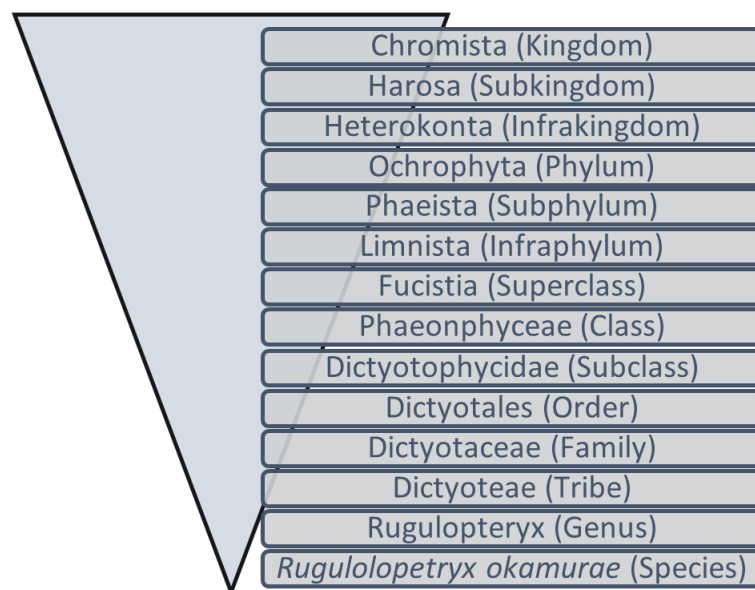 Chromista (Kingdom)
Harosa (Subkingdom)
Heterokonta (Infrakingdom)
Ochrophyta (Phylum)
Phaeista (Subphylum)
Limnista (Infraphylum)
Fucistia (Superclass)
Phaeonphyceae (Class)
Dictyotophycidae (Subclass)
Dictyotales (Order)
Dictyotaceae (Family)
Dictyoteae (Tribe)
Rugulopteryx (Genus)
Rugulolopetryx okamurae (Species)